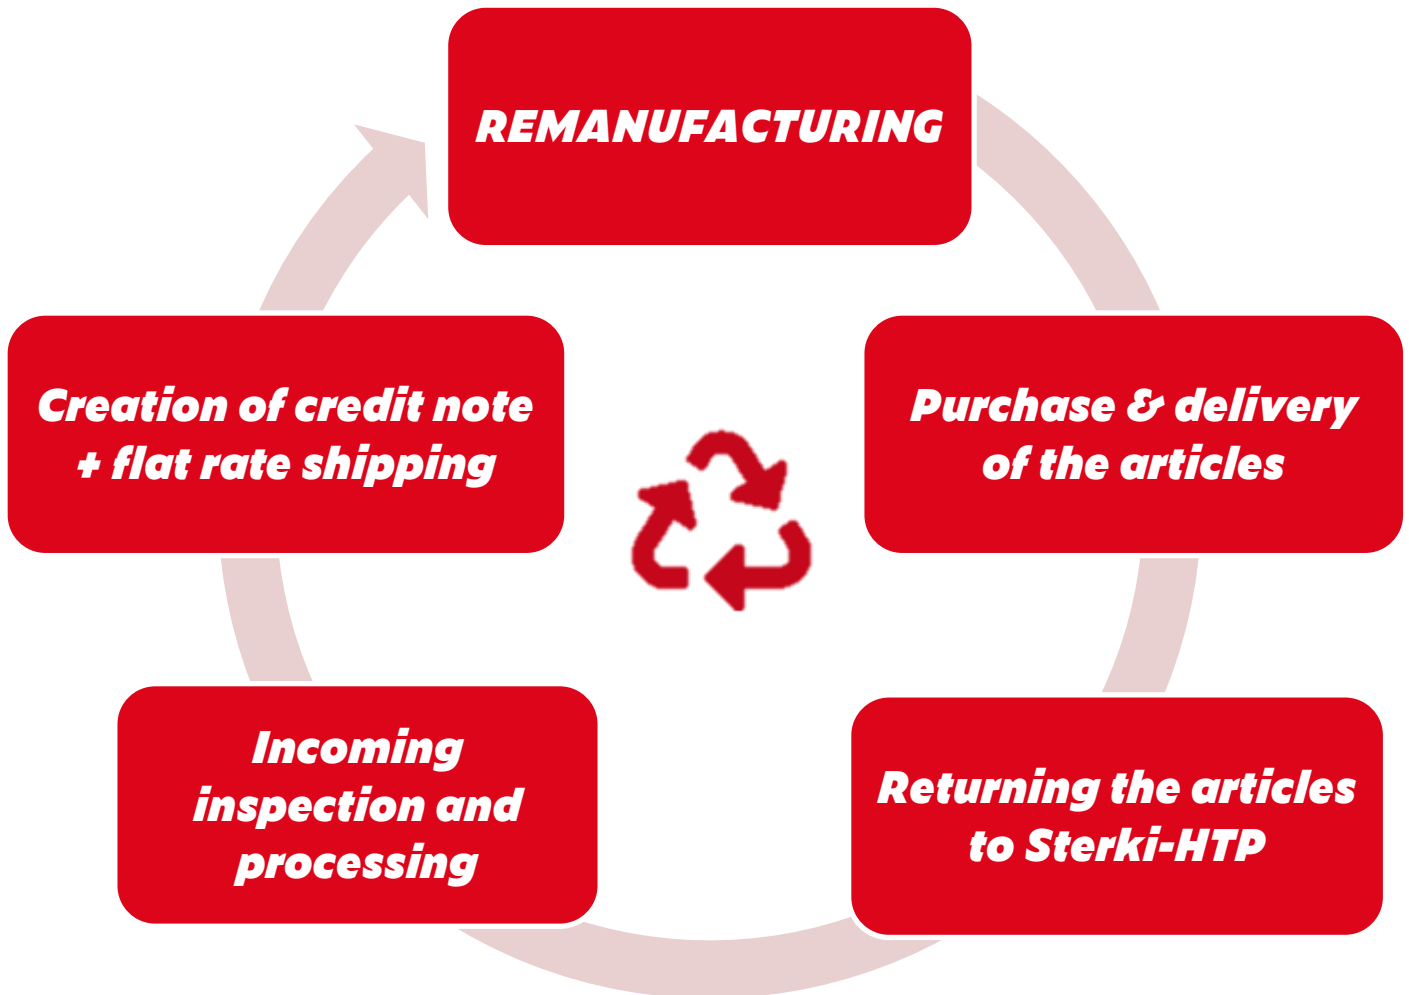 REMANUFACTURING
Purchase & delivery
of the articles
Returning the articles
to Sterki-HTP
Incoming
inspection and
processing
Creation of credit note
+ flat rate shipping